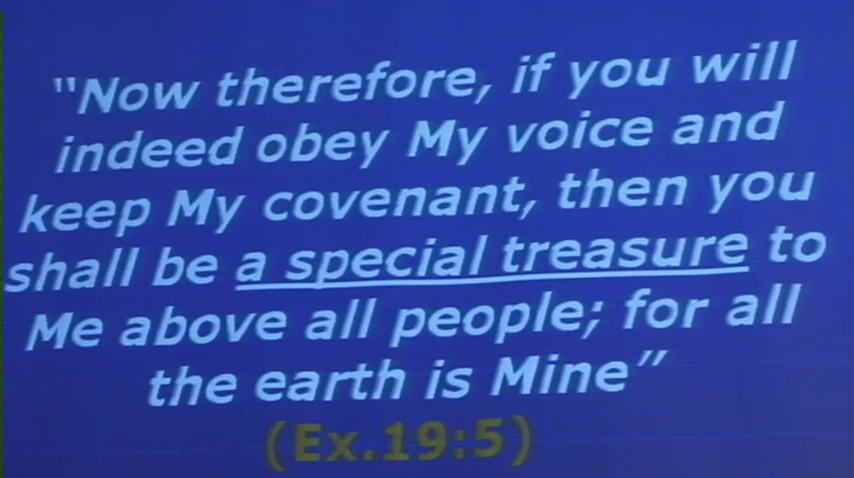 "Now therefore, if you will
indeed obey My voice and
keep My covenant, then you
shall be a special treasure to
Me above all people; for all
the earth is Mine"
(Ex.19:5)